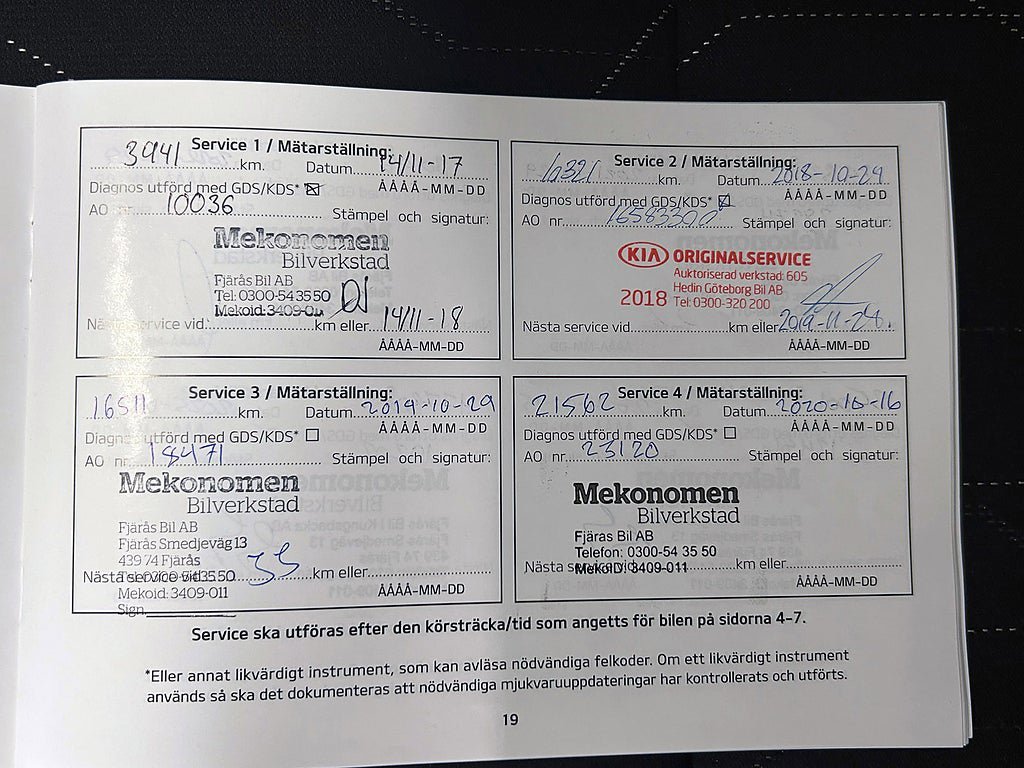 Service 1 / Mätarställning:
3941 km. Datum 14/11-17
Diagnos utförd med GDS/KDS* ☒ ÅÅÅÅ-MM-DD
AO nr. 10036 Stämpel och signatur:
Mekonomen
Bilverkstad
Fjärås Bil AB
Tel: 0300-54 35 50
Mekoid: 3409-011
Nästa service vid km eller 14/11-18
ÅÅÅÅ-MM-DD
Service 2 / Mätarställning:
km. Datum 2018-10-29
Diagnos utförd med GDS/KDS* ☑ ÅÅÅÅ-MM-DD
AO nr. 16583300 Stämpel och signatur:
KIA ORIGINALSERVICE
Auktoriserad verkstad: 605
Hedin Göteborg Bil AB
2018 Tel: 0300-320 200
Nästa service vid km eller
ÅÅÅÅ-MM-DD
Service 3 / Mätarställning:
16511 km. Datum 2019-10-29
Diagnos utförd med GDS/KDS* ☐ ÅÅÅÅ-MM-DD
AO nr. 18471 Stämpel och signatur:
Mekonomen
Bilverkstad
Fjärås Bil AB
Fjärås Smedjeväg 13
439 74 Fjärås
Nästa service vid km eller
Telefon: 0300-54 35 50
ÅÅÅÅ-MM-DD
Mekoid: 3409-011
Sign.
Service 4 / Mätarställning:
21562 km. Datum 2020-10-16
Diagnos utförd med GDS/KDS* ☐ ÅÅÅÅ-MM-DD
AO nr. 23120 Stämpel och signatur:
Mekonomen
Bilverkstad
Fjärås Bil AB
Telefon: 0300-54 35 50
Nästa service vid km eller
MekoID: 3409-011
ÅÅÅÅ-MM-DD
Service ska utföras efter den körsträcka/tid som angetts för bilen på sidorna 4-7.
*Eller annat likvärdigt instrument, som kan avläsa nödvändiga felkoder. Om ett likvärdigt instrument
används så ska det dokumenteras att nödvändiga mjukvaruuppdateringar har kontrollerats och utförts.
19